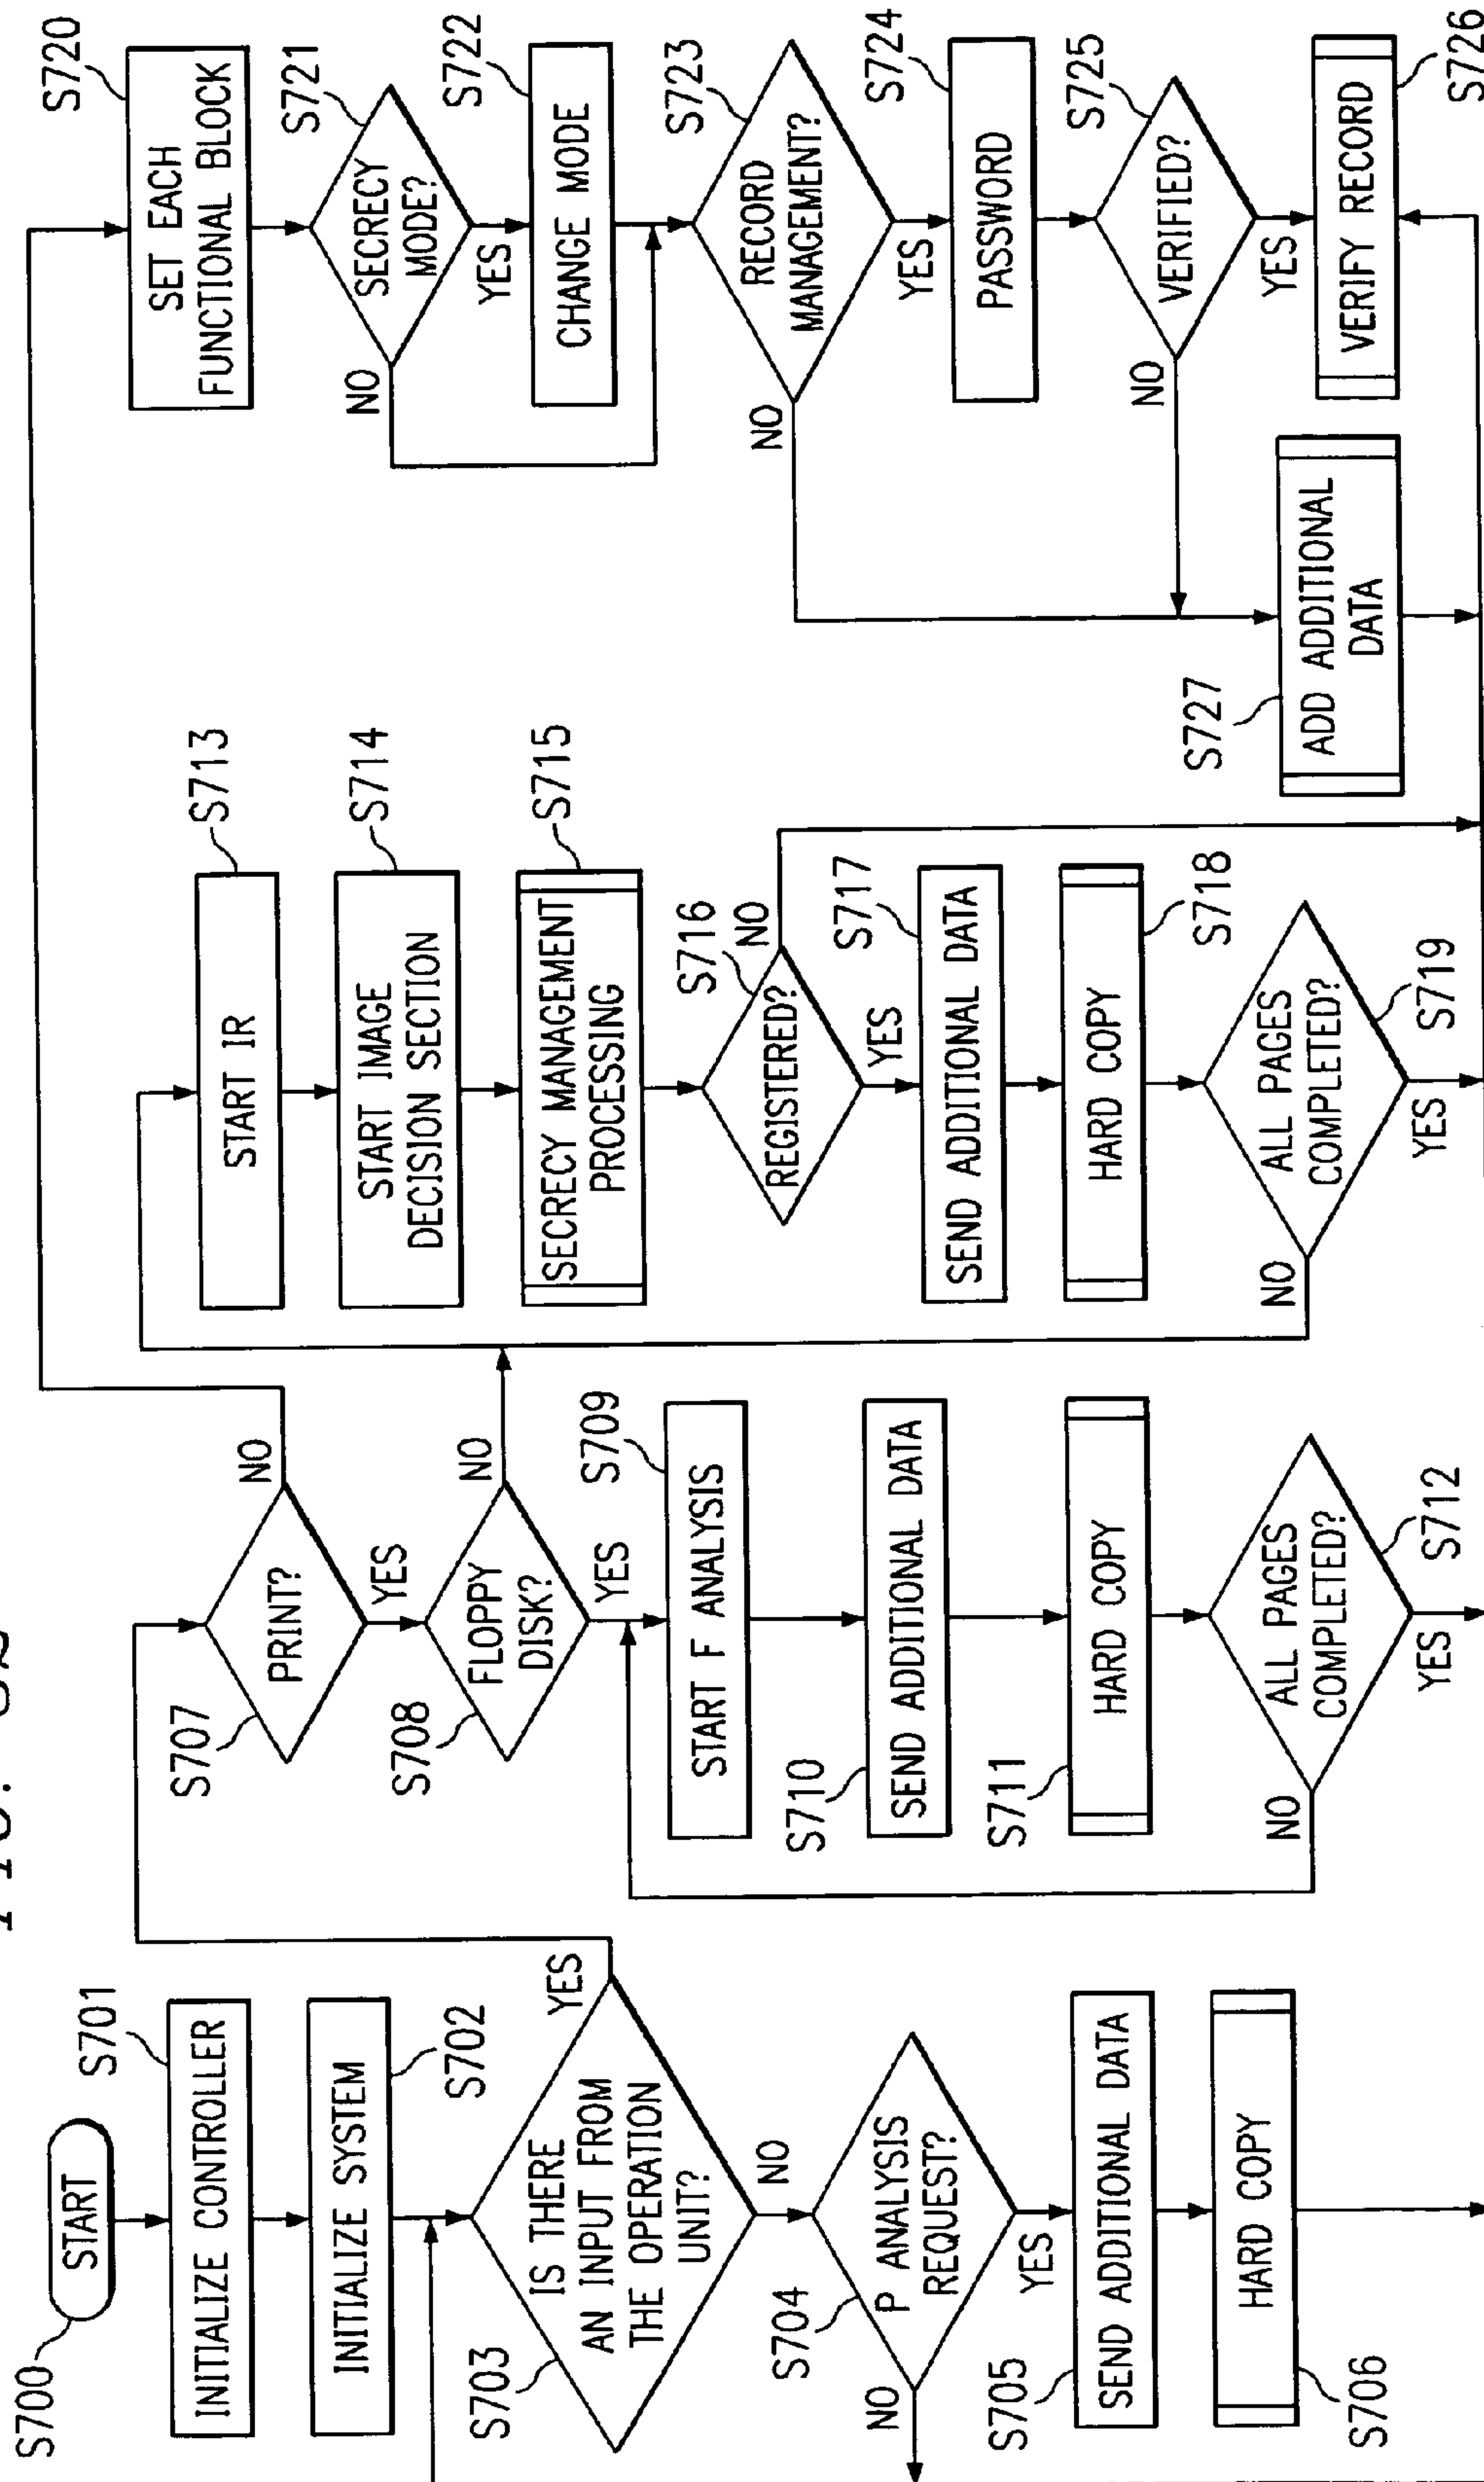 S700
START
S701
INITIALIZE CONTROLLER
INITIALIZE SYSTEM
S702
S703
IS THERE
AN INPUT FROM
THE OPERATION
UNIT?
YES
NO
S704
P ANALYSIS
REQUEST?
NO
YES
S705
SEND ADDITIONAL DATA
HARD COPY
S706
S707
PRINT?
NO
YES
S708
FLOPPY
DISK?
NO
YES
S709
START F ANALYSIS
S710
SEND ADDITIONAL DATA
S711
HARD COPY
ALL PAGES
COMPLETED?
S712
NO
YES
S713
START IR
S714
START IMAGE
DECISION SECTION
S715
SECRECY MANAGEMENT
PROCESSING
S716
REGISTERED?
NO
YES
S717
SEND ADDITIONAL DATA
HARD COPY
S718
ALL PAGES
COMPLETED?
S719
NO
YES
S720
SET EACH
FUNCTIONAL BLOCK
S721
SECRECY
MODE?
NO
YES
S722
CHANGE MODE
S723
RECORD
MANAGEMENT?
NO
YES
S724
PASSWORD
S725
VERIFIED?
NO
YES
VERIFY RECORD
S726
S727
ADD ADDITIONAL
DATA